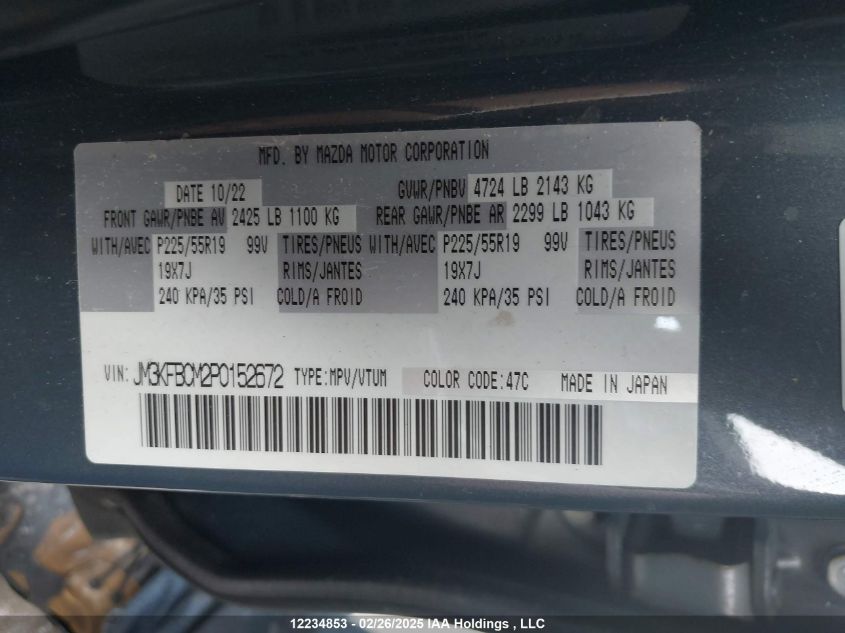 MFD. BY MAZDA MOTOR CORPORATION
DATE 10/22 GVWR/PNBV 4724 LB 2143 KG
FRONT GAWR/PNBE AV 2425 LB 1100 KG REAR GAWR/PNBE AR 2299 LB 1043 KG
WITH/AVEC P225/55R19 99V TIRES/PNEUS WITH/AVEC P225/55R19 99V TIRES/PNEUS
19X7J RIMS/JANTES 19X7J RIMS/JANTES
240 KPA/35 PSI COLD/A FROID 240 KPA/35 PSI COLD/A FROID
VIN: JM3KFBCM2P0152672 TYPE:MPV/VTUM COLOR CODE:47C MADE IN JAPAN
12234853 - 02/26/2025 IAA Holdings , LLC